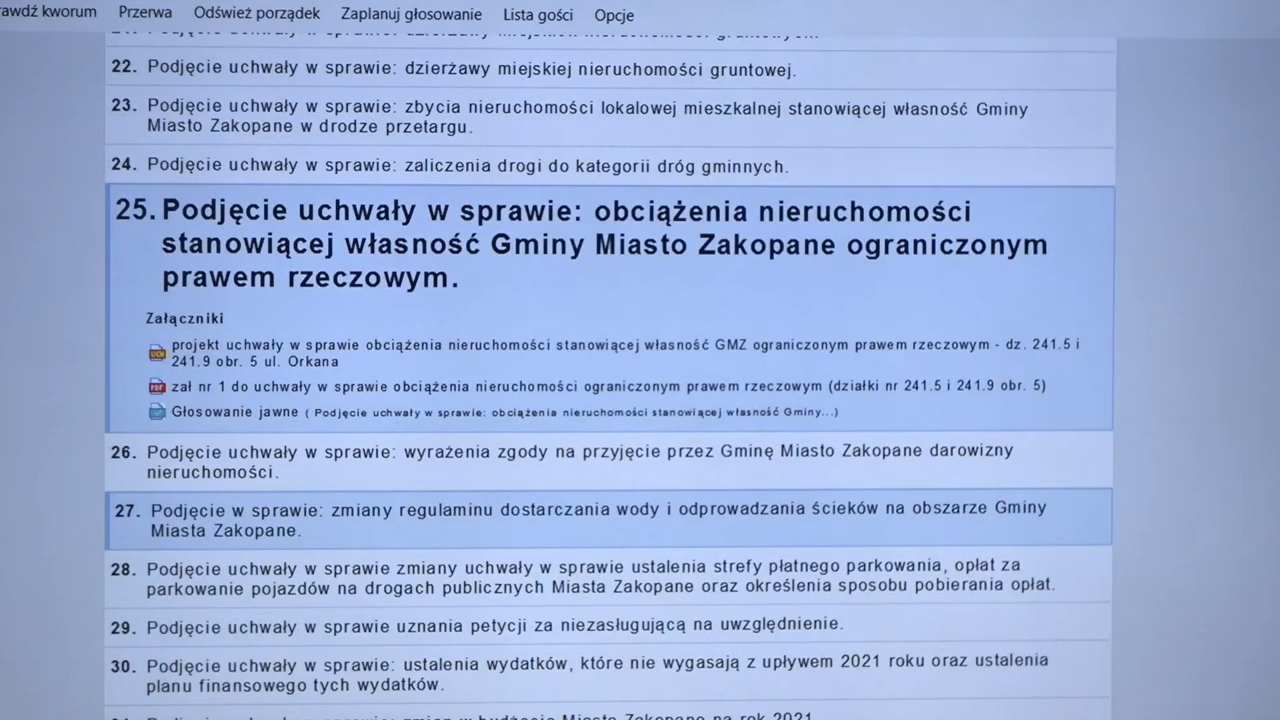 kworum Przerwa Odśwież porządek Zaplanuj głosowanie Lista gości Opcje
22. Podjęcie uchwały w sprawie: dzierżawy miejskiej nieruchomości gruntowej.
23. Podjęcie uchwały w sprawie: zbycia nieruchomości lokalowej mieszkalnej stanowiącej własność Gminy
Miasto Zakopane w drodze przetargu.
24. Podjęcie uchwały w sprawie: zaliczenia drogi do kategorii dróg gminnych.
25. Podjęcie uchwały w sprawie: obciążenia nieruchomości
stanowiącej własność Gminy Miasto Zakopane ograniczonym
prawem rzeczowym.
Załączniki
projekt uchwały w sprawie obciążenia nieruchomości stanowiącej własność GMZ ograniczonym prawem rzeczowym - dz. 241.5 i
241.9 obr. 5 ul. Orkana
PDF zał nr 1 do uchwały w sprawie obciążenia nieruchomości ograniczonym prawem rzeczowym (działki nr 241.5 i 241.9 obr. 5)
Głosowanie jawne ( Podjęcie uchwały w sprawie: obciążenia nieruchomości stanowiącej własność Gminy...)
26. Podjęcie uchwały w sprawie: wyrażenia zgody na przyjęcie przez Gminę Miasto Zakopane darowizny
nieruchomości.
27. Podjęcie w sprawie: zmiany regulaminu dostarczania wody i odprowadzania ścieków na obszarze Gminy
Miasta Zakopane.
28. Podjęcie uchwały w sprawie zmiany uchwały w sprawie ustalenia strefy płatnego parkowania, opłat za
parkowanie pojazdów na drogach publicznych Miasta Zakopane oraz określenia sposobu pobierania opłat.
29. Podjęcie uchwały w sprawie uznania petycji za niezasługującą na uwzględnienie.
30. Podjęcie uchwały w sprawie: ustalenia wydatków, które nie wygasają z upływem 2021 roku oraz ustalenia
planu finansowego tych wydatków.